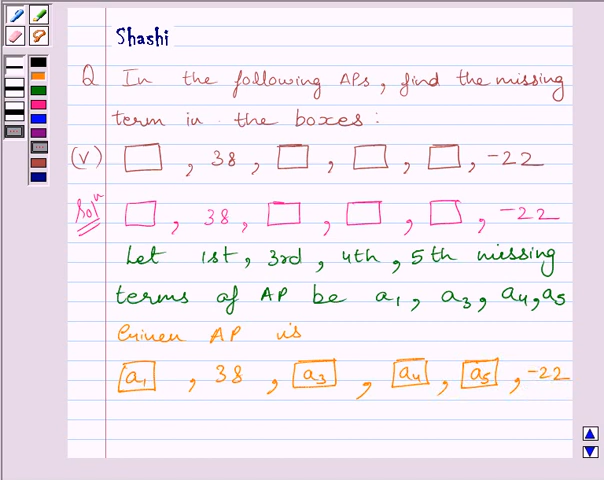 Shashi
Q In the following APs, find the missing
term in the boxes:
(v) □, 38, □, □, □, -22
Solⁿ □, 38, □, □, □, -22
Let 1st, 3rd, 4th, 5th missing
terms of AP be a₁, a₃, a₄, a₅
Given AP is
a₁, 38, a₃, a₄, a₅, -22